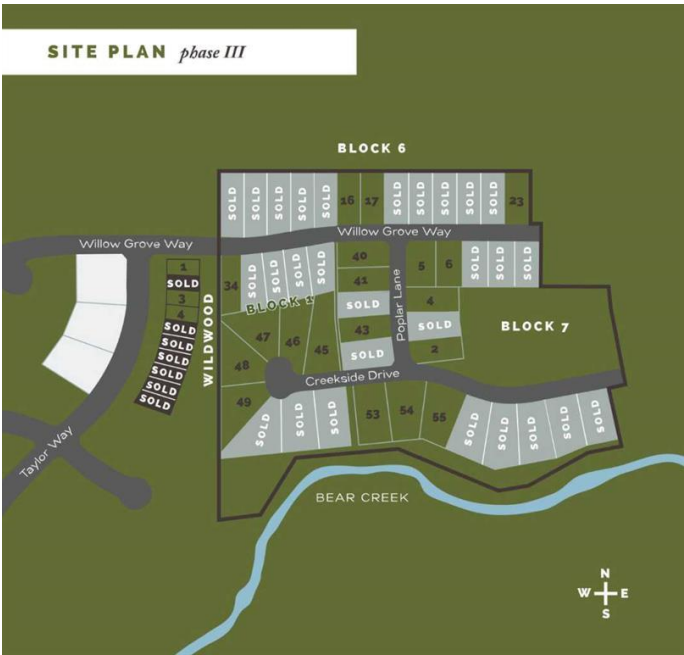 SITE PLAN phase III
BLOCK 6
SOLD SOLD SOLD SOLD SOLD 16 17 SOLD SOLD SOLD SOLD SOLD 23
Willow Grove Way
Willow Grove Way
1
SOLD
3
4
SOLD
SOLD
SOLD
SOLD
SOLD
SOLD
WILDWOOD
34 SOLD SOLD SOLD SOLD
BLOCK
40
41
SOLD
43
SOLD
Poplar Lane
5 6 SOLD SOLD SOLD
4
SOLD
2
BLOCK 7
47
46
45
48
49
Creekside Drive
SOLD SOLD SOLD 53 54 55 SOLD SOLD SOLD SOLD SOLD
Taylor Way
BEAR CREEK
N
W E
S